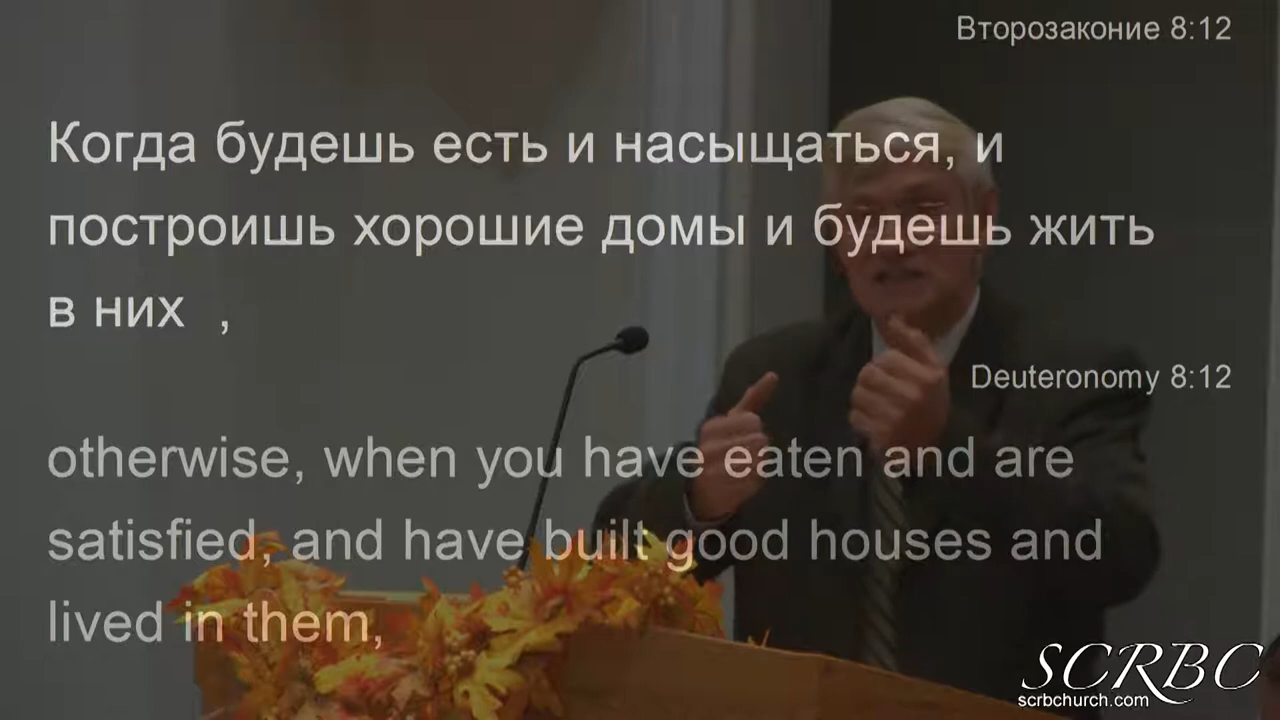 Второзаконие 8:12
Когда будешь есть и насыщаться, и
построишь хорошие домы и будешь жить
в них ,
Deuteronomy 8:12
otherwise, when you have eaten and are
satisfied, and have built good houses and
lived in them,
SCRBC
scrbchurch.com